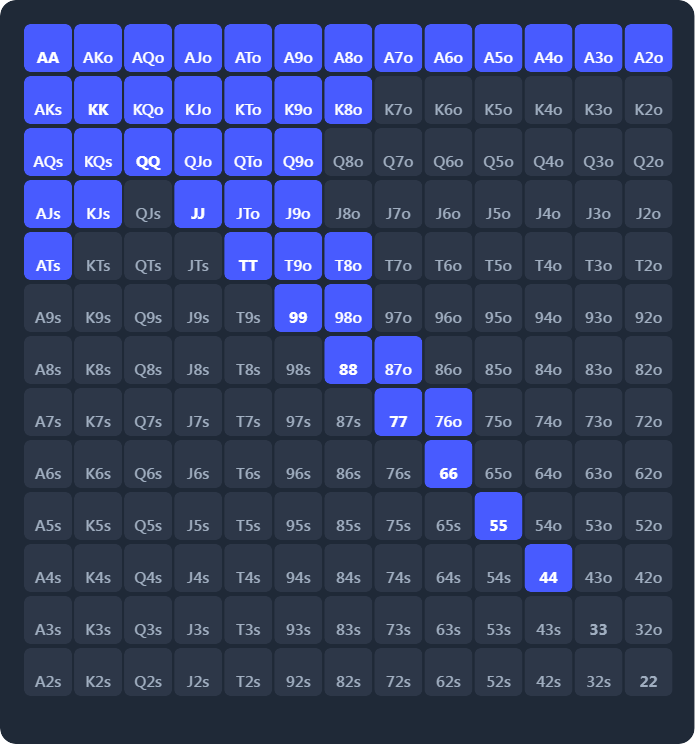 AA AKo AQo AJo ATo A9o A8o A7o A6o A5o A4o A3o A2o
AKs KK KQo KJo KTo K9o K8o K7o K6o K5o K4o K3o K2o
AQs KQs QQ QJo QTo Q9o Q8o Q7o Q6o Q5o Q4o Q3o Q2o
AJs KJs QJs JJ JTo J9o J8o J7o J6o J5o J4o J3o J2o
ATs KTs QTs JTs TT T9o T8o T7o T6o T5o T4o T3o T2o
A9s K9s Q9s J9s T9s 99 98o 97o 96o 95o 94o 93o 92o
A8s K8s Q8s J8s T8s 98s 88 87o 86o 85o 84o 83o 82o
A7s K7s Q7s J7s T7s 97s 87s 77 76o 75o 74o 73o 72o
A6s K6s Q6s J6s T6s 96s 86s 76s 66 65o 64o 63o 62o
A5s K5s Q5s J5s T5s 95s 85s 75s 65s 55 54o 53o 52o
A4s K4s Q4s J4s T4s 94s 84s 74s 64s 54s 44 43o 42o
A3s K3s Q3s J3s T3s 93s 83s 73s 63s 53s 43s 33 32o
A2s K2s Q2s J2s T2s 92s 82s 72s 62s 52s 42s 32s 22